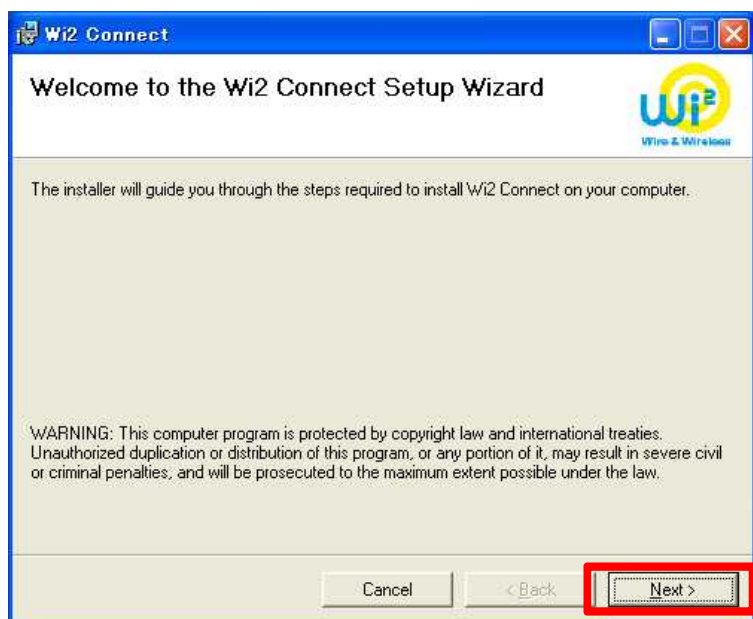 Wi2 Connect
Welcome to the Wi2 Connect Setup Wizard
Wi2
Wire & Wireless
The installer will guide you through the steps required to install Wi2 Connect on your computer.
WARNING: This computer program is protected by copyright law and international treaties.
Unauthorized duplication or distribution of this program, or any portion of it, may result in severe civil
or criminal penalties, and will be prosecuted to the maximum extent possible under the law.
Cancel
< Back
Next >